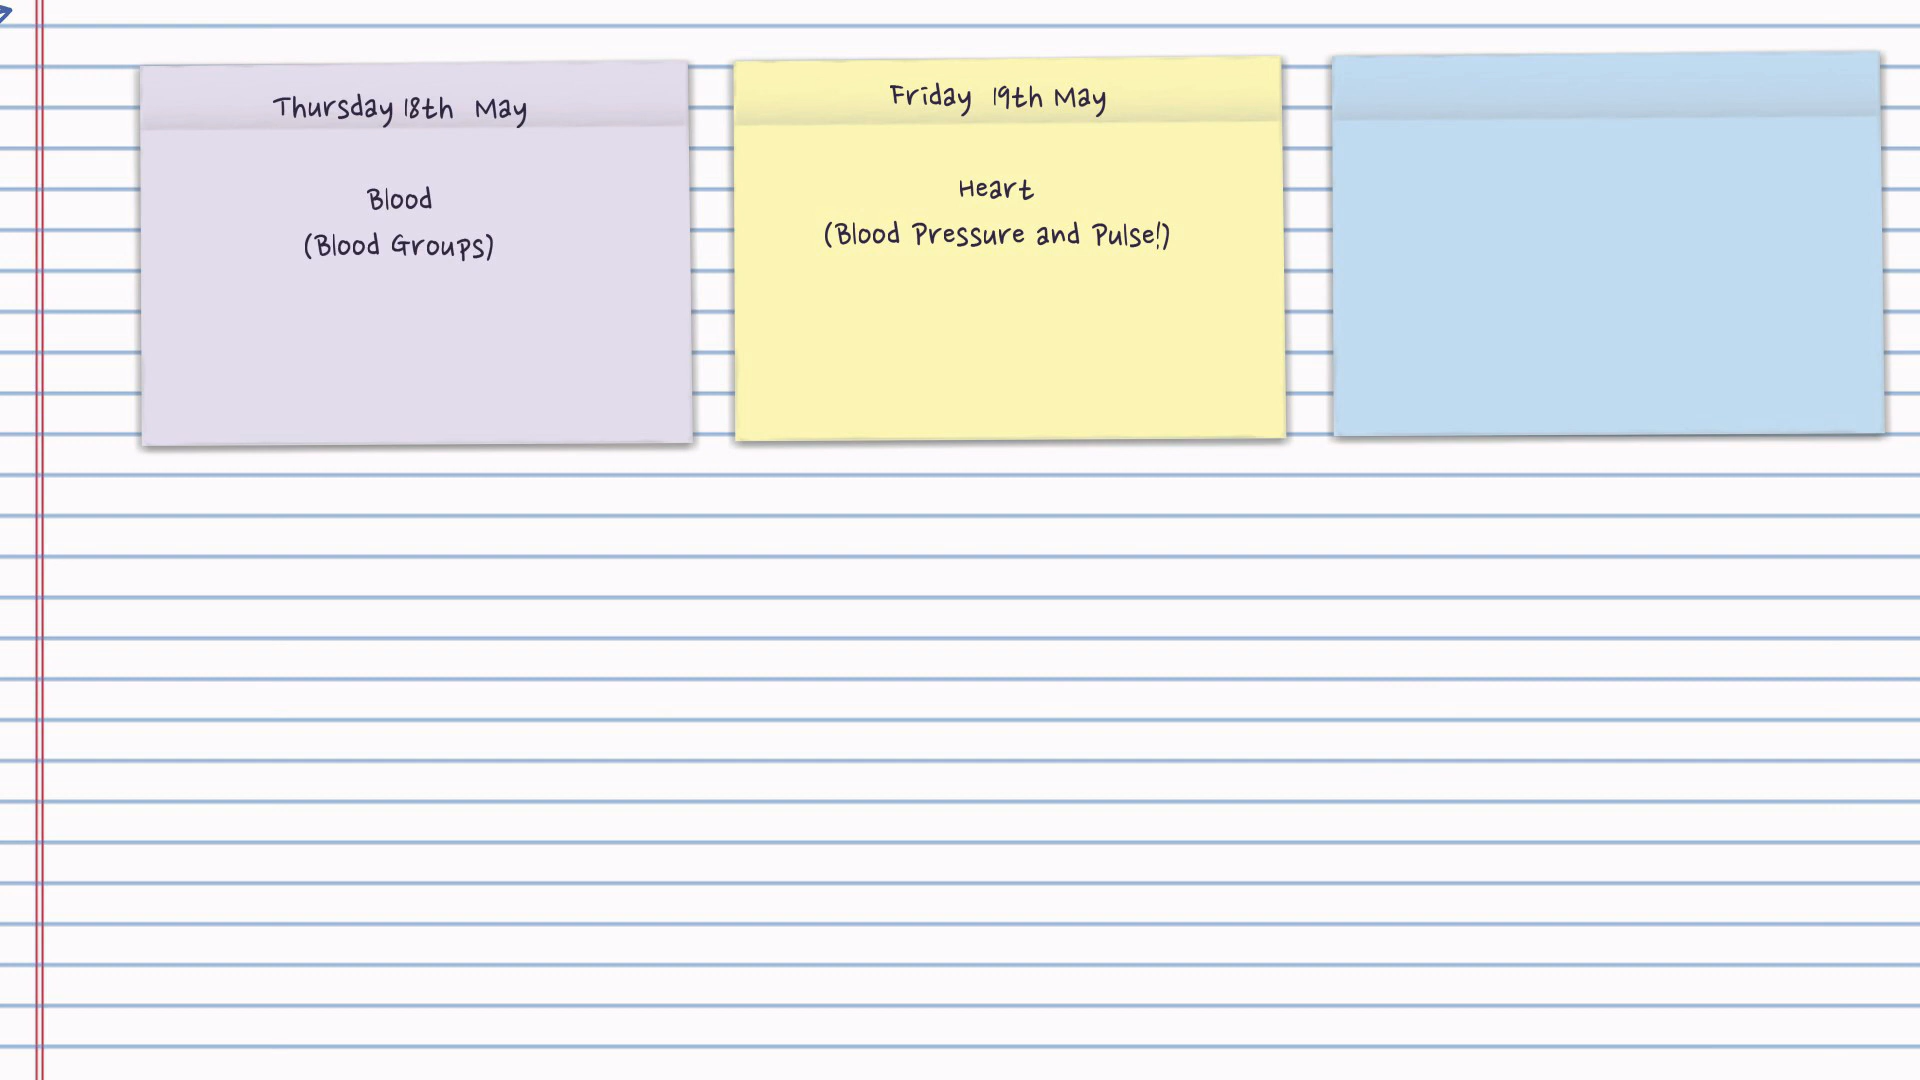 Thursday 18th May
Blood
(Blood Groups)
Friday 19th May
Heart
(Blood Pressure and Pulse!)